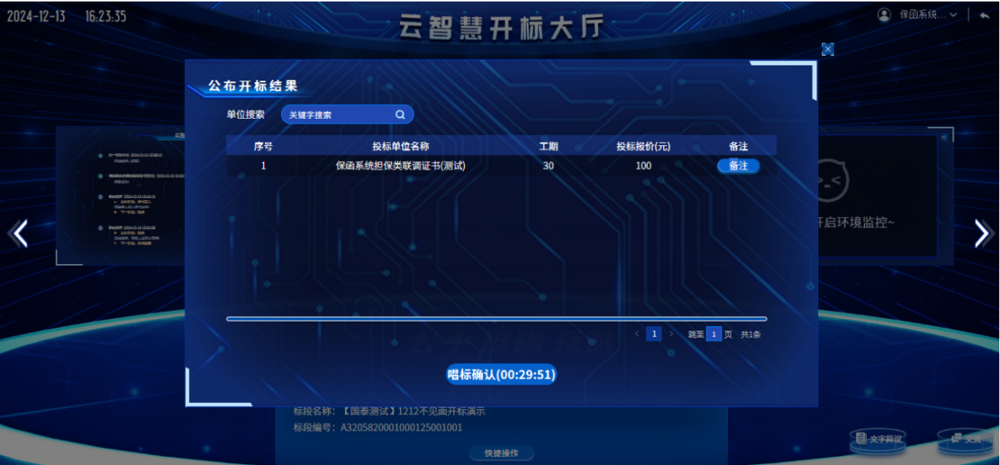 2024-12-13 16:23:35
云智慧开标大厅
保函系统...
公布开标结果
单位搜索 关键字搜索
序号 投标单位名称 工期 投标报价(元) 备注
1 保函系统担保类联调证书(测试) 30 100 备注
开启环境监控~
1 跳至 1 页 共1条
唱标确认(00:29:51)
标段名称：【国泰测试】1212不见面开标演示
标段编号：A3205820001000125001001
快捷操作
文字异议
交流